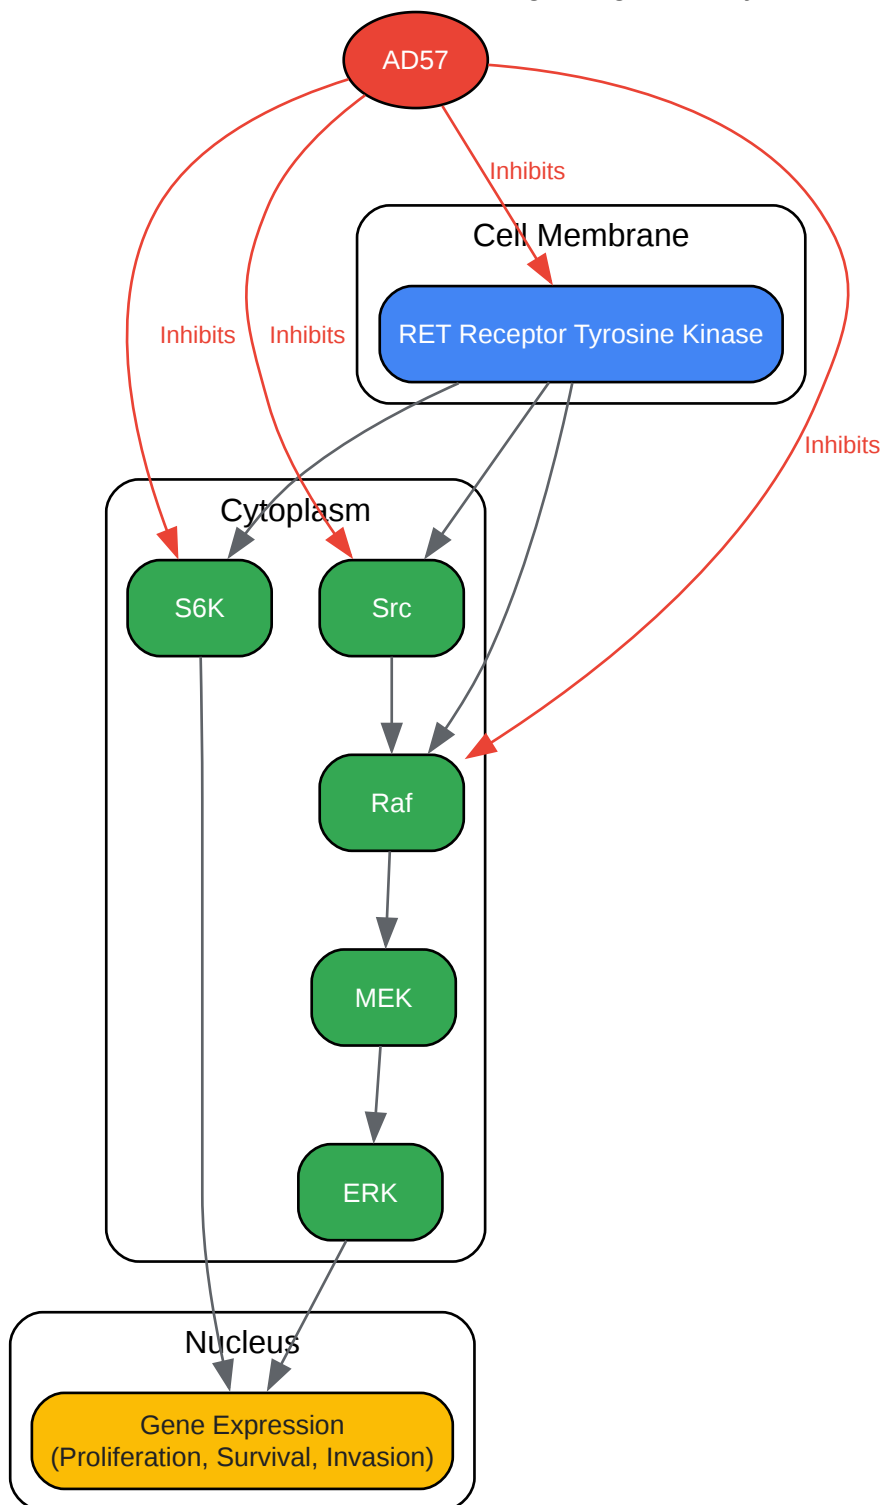 AD57
Inhibits
Cell Membrane
RET Receptor Tyrosine Kinase
Inhibits
Inhibits
Inhibits
Cytoplasm
S6K
Src
Raf
MEK
ERK
Nucleus
Gene Expression
(Proliferation, Survival, Invasion)